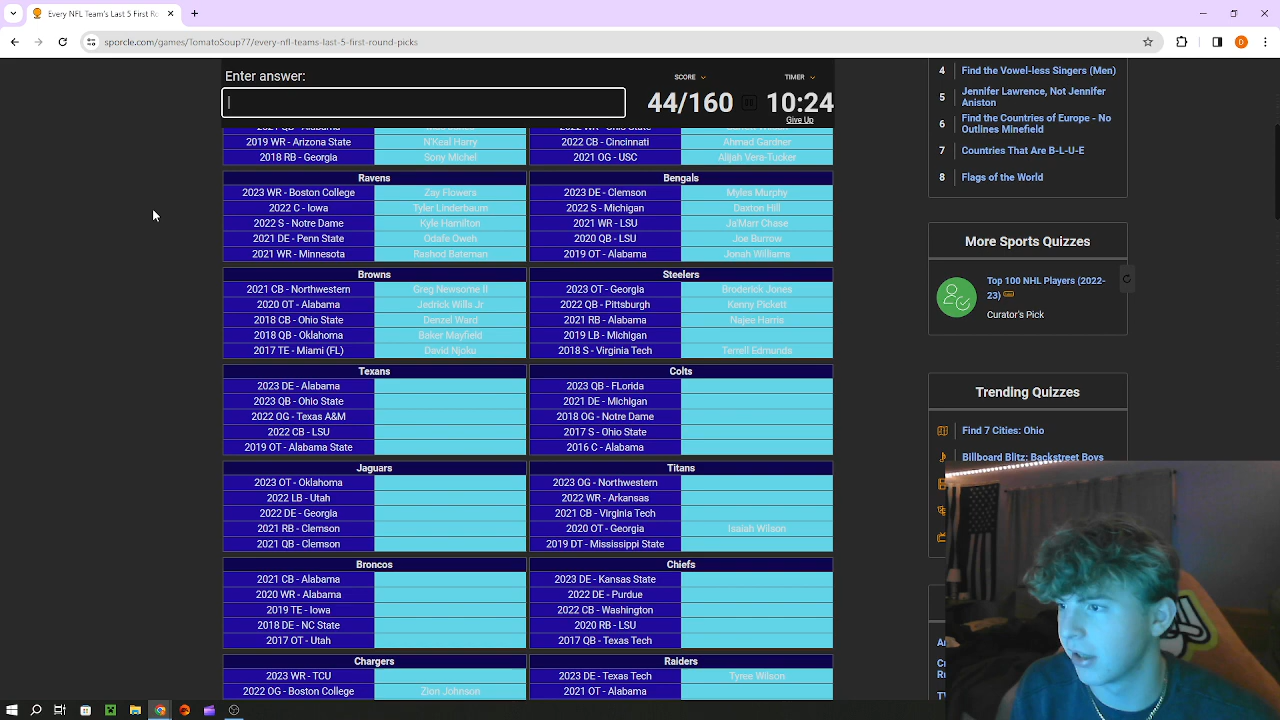 Every NFL Team's First Ro
sporcle.com/games/TomatoSoup77/every-nfl-teams-last-5-first-round-picks
Enter answer:
SCORE
TIMER
44/160
10:24
Give Up
2019 WR - Arizona State N'Keal Harry
2022 CB - Cincinnati Ahmad Gardner
2018 RB - Georgia Sony Michel
2021 OG - USC Alijah Vera-Tucker
Ravens
2023 WR - Boston College Zay Flowers
2022 C - Iowa Tyler Linderbaum
2022 S - Notre Dame Kyle Hamilton
2021 DE - Penn State Odafe Oweh
2021 WR - Minnesota Rashod Bateman
Bengals
2023 DE - Clemson Myles Murphy
2022 S - Michigan Daxton Hill
2021 WR - LSU Ja'Marr Chase
2020 QB - LSU Joe Burrow
2019 OT - Alabama Jonah Williams
Browns
2021 CB - Northwestern Greg Newsome II
2020 OT - Alabama Jedrick Wills Jr
2018 CB - Ohio State Denzel Ward
2018 QB - Oklahoma Baker Mayfield
2017 TE - Miami (FL) David Njoku
Steelers
2023 OT - Georgia Broderick Jones
2022 QB - Pittsburgh Kenny Pickett
2021 RB - Alabama Najee Harris
2019 LB - Michigan
2018 S - Virginia Tech Terrell Edmunds
Texans
2023 DE - Alabama
2023 QB - Ohio State
2022 OG - Texas A&M
2022 CB - LSU
2019 OT - Alabama State
Colts
2023 QB - FLorida
2021 DE - Michigan
2018 OG - Notre Dame
2017 S - Ohio State
2016 C - Alabama
Jaguars
2023 OT - Oklahoma
2022 LB - Utah
2022 DE - Georgia
2021 RB - Clemson
2021 QB - Clemson
Titans
2023 OG - Northwestern
2022 WR - Arkansas
2021 CB - Virginia Tech
2020 OT - Georgia Isaiah Wilson
2019 DT - Mississippi State
Broncos
2021 CB - Alabama
2020 WR - Alabama
2019 TE - Iowa
2018 DE - NC State
2017 OT - Utah
Chiefs
2023 DE - Kansas State
2022 DE - Purdue
2022 CB - Washington
2020 RB - LSU
2017 QB - Texas Tech
Chargers
2023 WR - TCU
2022 OG - Boston College Zion Johnson
Raiders
2023 DE - Texas Tech Tyree Wilson
2021 OT - Alabama
4 Find the Vowel-less Singers (Men)
5 Jennifer Lawrence, Not Jennifer
Aniston
6 Find the Countries of Europe - No
Outlines Minefield
7 Countries That Are B-L-U-E
8 Flags of the World
More Sports Quizzes
Top 100 NHL Players (2022-
23)
Curator's Pick
Trending Quizzes
Find 7 Cities: Ohio
Billboard Blitz: Backstreet Boys